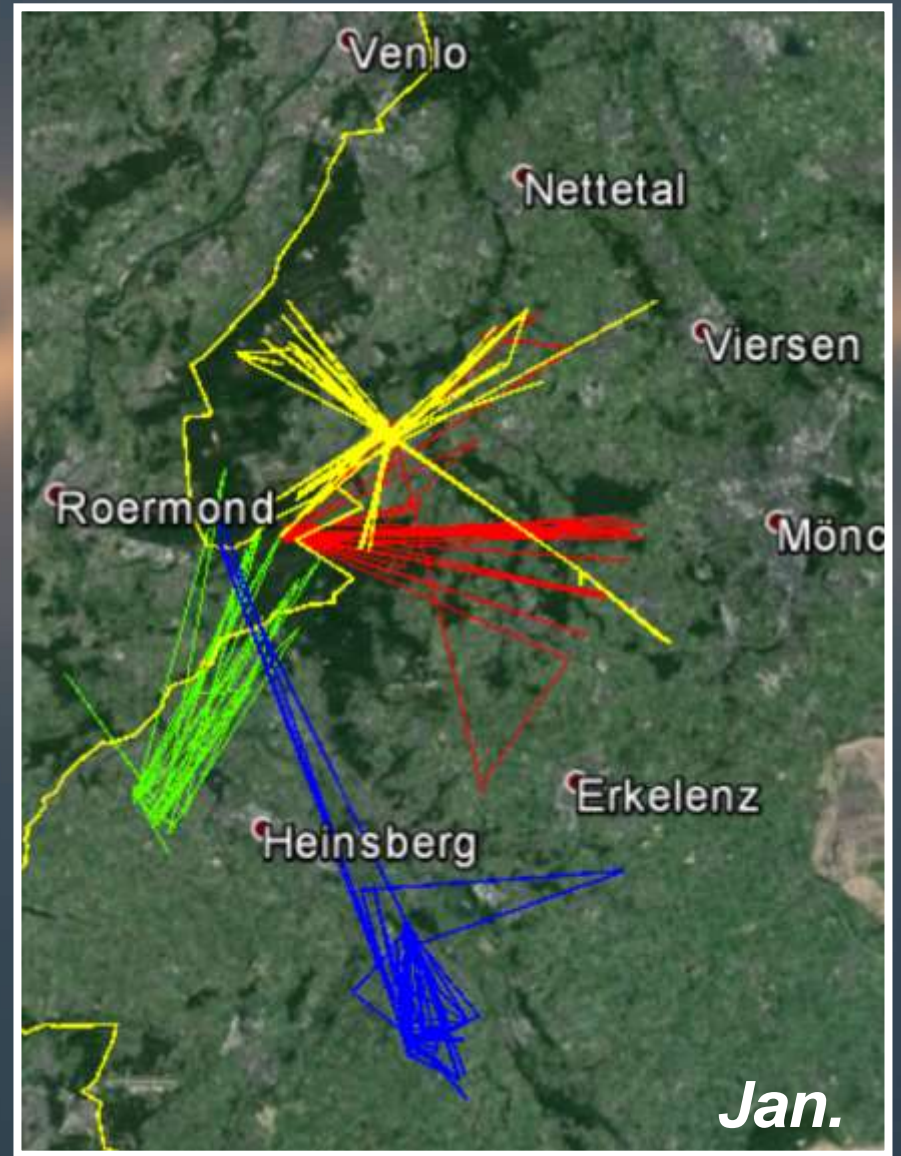 Venlo
Nettetal
Viersen
Roermond
Mönc
Erkelenz
Heinsberg
Jan.